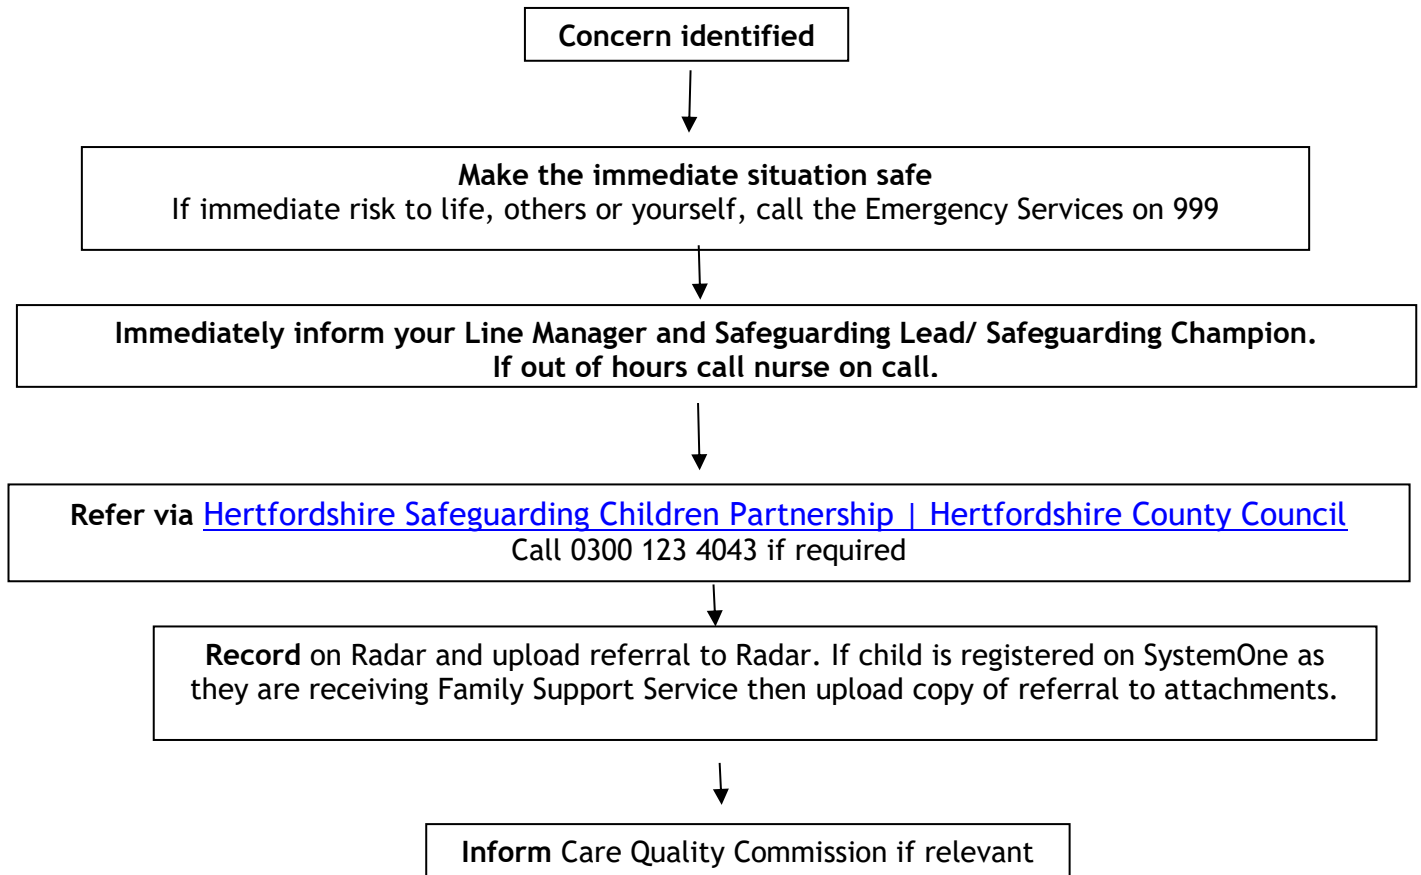 Concern identified
Make the immediate situation safe
If immediate risk to life, others or yourself, call the Emergency Services on 999
Immediately inform your Line Manager and Safeguarding Lead/ Safeguarding Champion.
If out of hours call nurse on call.
Refer via Hertfordshire Safeguarding Children Partnership | Hertfordshire County Council
Call 0300 123 4043 if required
Record on Radar and upload referral to Radar. If child is registered on SystemOne as
they are receiving Family Support Service then upload copy of referral to attachments.
Inform Care Quality Commission if relevant